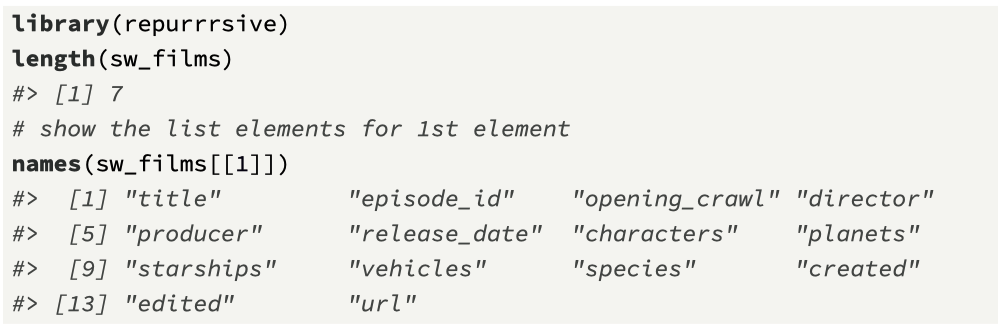 library(repurrrsive)
length(sw_films)
#> [1] 7
# show the list elements for 1st element
names(sw_films[[1]])
#>  [1] "title"         "episode_id"    "opening_crawl" "director"
#>  [5] "producer"      "release_date"  "characters"    "planets"
#>  [9] "starships"     "vehicles"      "species"       "created"
#> [13] "edited"        "url"